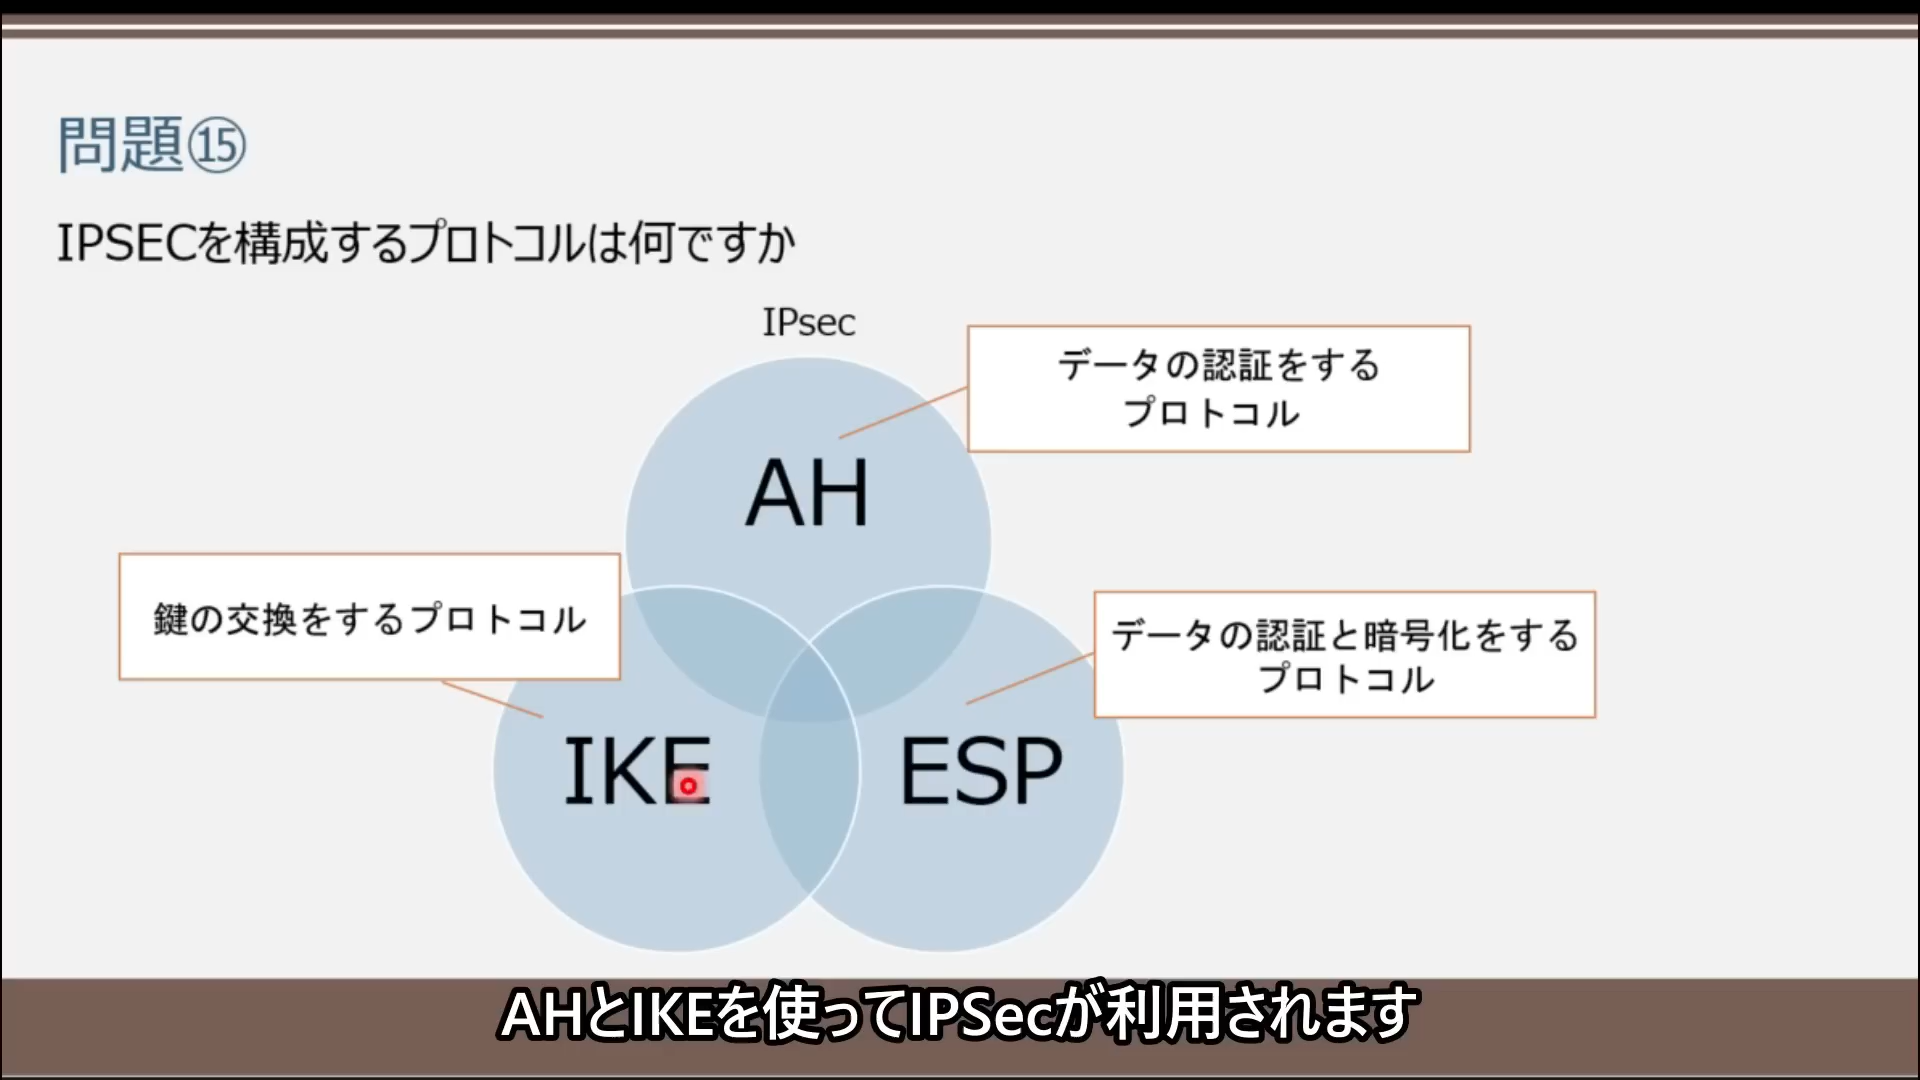 問題⑮
IPSECを構成するプロトコルは何ですか
IPsec
データの認証をする
プロトコル
AH
鍵の交換をするプロトコル
データの認証と暗号化をする
プロトコル
IKE
ESP
AHとIKEを使ってIPSecが利用されます